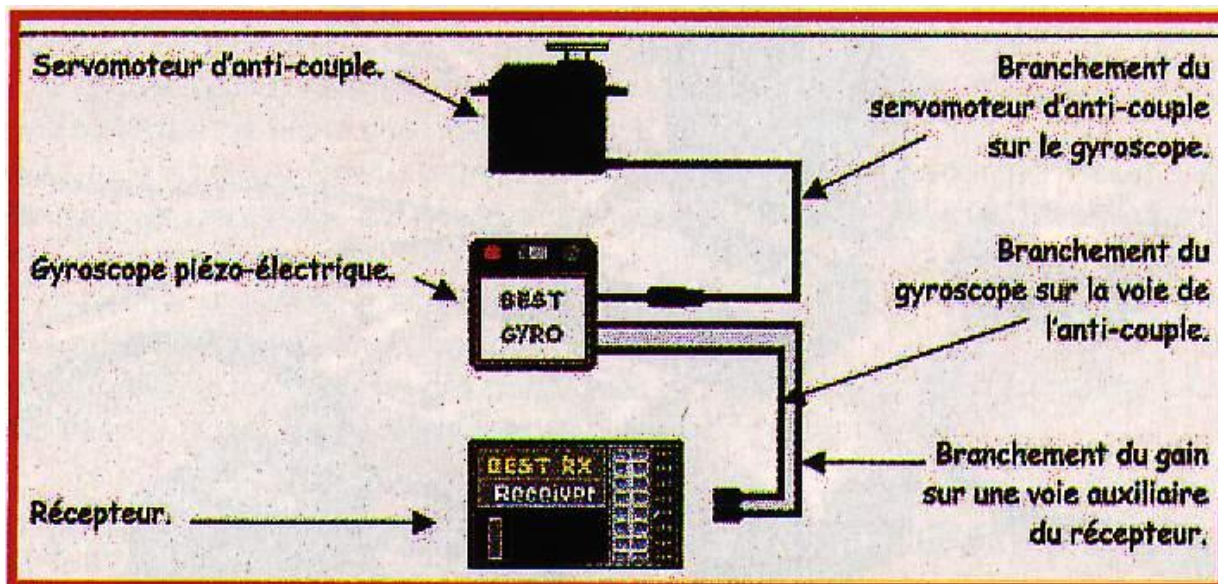 Servomoteur d'anti-couple.
Branchement du
servomoteur d'anti-couple
sur le gyroscope.
Gyroscope piézo-électrique.
BEST
GYRO
Branchement du
gyroscope sur la voie de
l'anti-couple.
BEST RX
Receiver
Récepteur.
Branchement du gain
sur une voie auxiliaire
du récepteur.